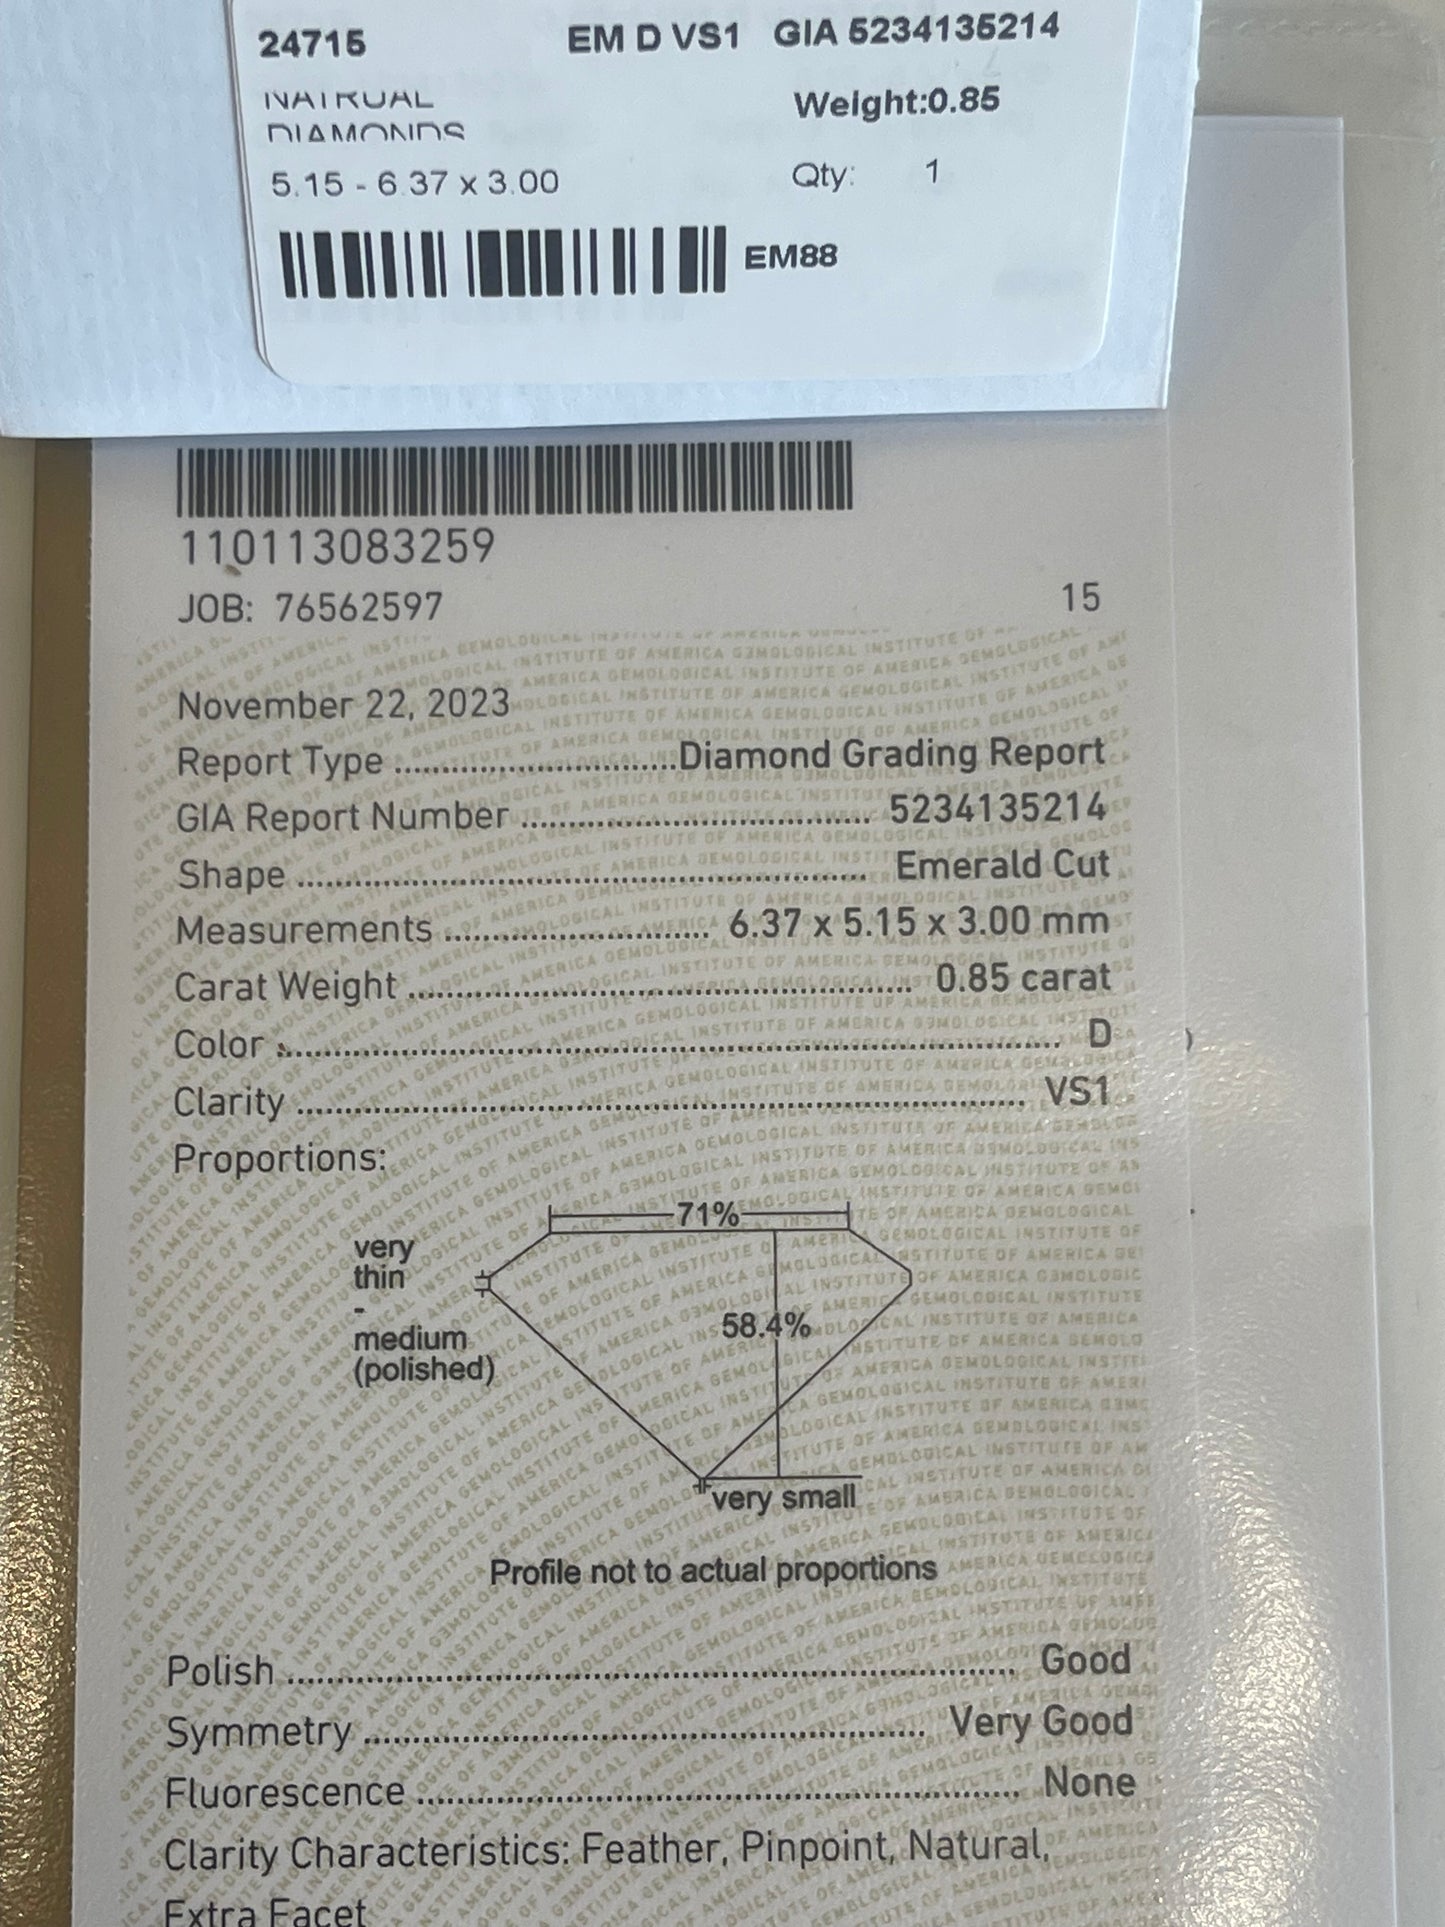 24715 EM D VS1 GIA 5234135214
NATRUAL Weight:0.85
DIAMONDS
5.15 - 6.37 x 3.00 Qty: 1
EM88
110113083259
JOB: 76562597 15
November 22, 2023
Report Type ............................. Diamond Grading Report
GIA Report Number .................................... 5234135214
Shape .......................................................... Emerald Cut
Measurements ........................... 6.37 x 5.15 x 3.00 mm
Carat Weight .................................................... 0.85 carat
Color ................................................................................ D
Clarity .......................................................................... VS1
Proportions:
71%
very
thin
-
medium
(polished)
58.4%
very small
Profile not to actual proportions
Polish .......................................................................... Good
Symmetry ........................................................ Very Good
Fluorescence ............................................................ None
Clarity Characteristics: Feather, Pinpoint, Natural,
Extra Facet